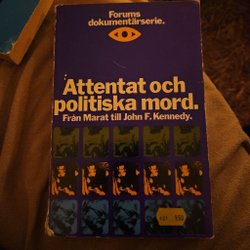 Forums
dokumentärserie.
Attentat och
politiska mord.
Från Marat till John F. Kennedy.